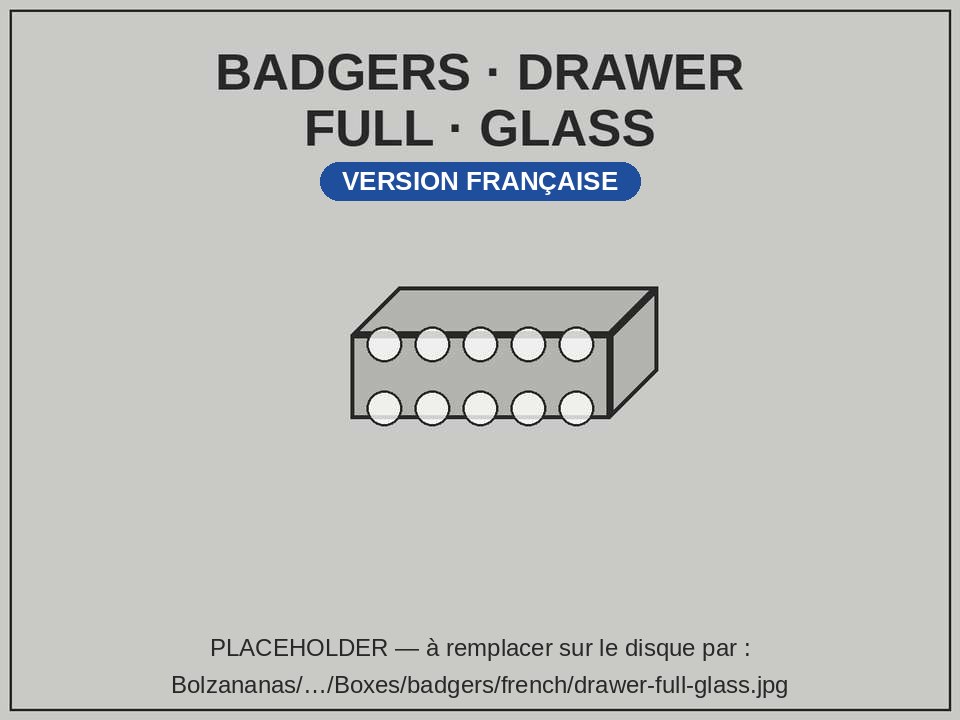 BADGERS · DRAWER
FULL · GLASS
VERSION FRANÇAISE
PLACEHOLDER — à remplacer sur le disque par :
Bolzananas/…/Boxes/badgers/french/drawer-full-glass.jpg